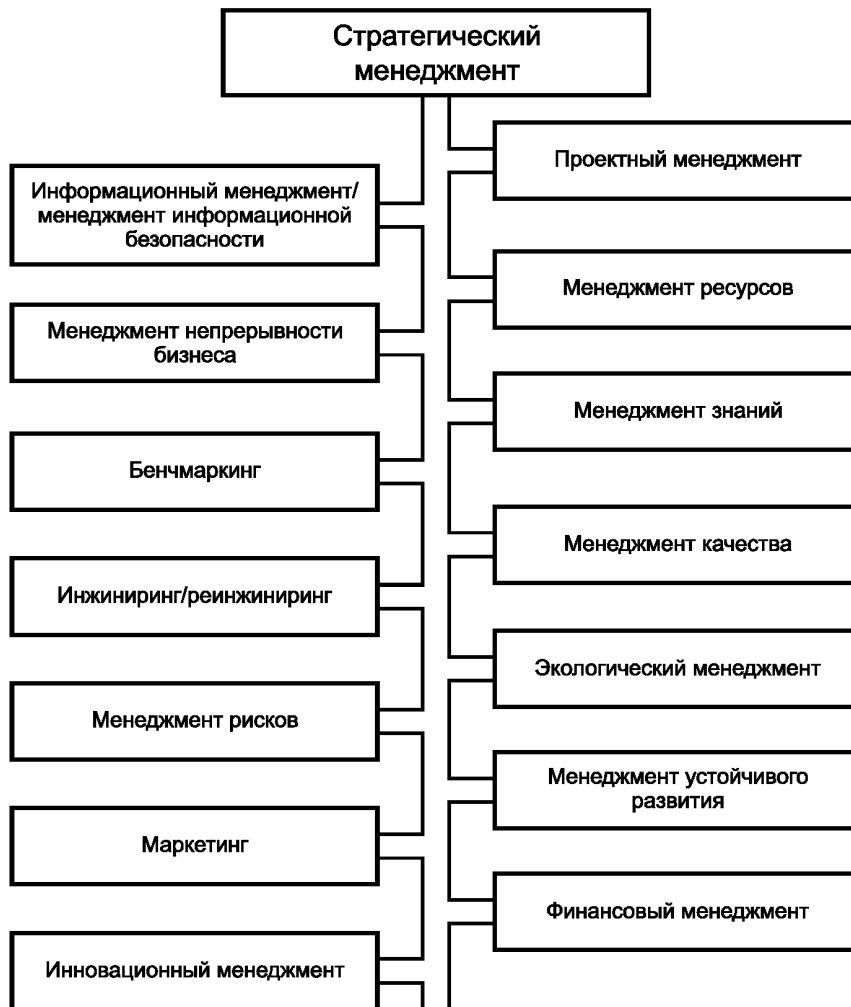 Стратегический
менеджмент
Информационный менеджмент/
менеджмент информационной
безопасности
Менеджмент непрерывности
бизнеса
Бенчмаркинг
Инжиниринг/реинжиниринг
Менеджмент рисков
Маркетинг
Инновационный менеджмент
Проектный менеджмент
Менеджмент ресурсов
Менеджмент знаний
Менеджмент качества
Экологический менеджмент
Менеджмент устойчивого
развития
Финансовый менеджмент